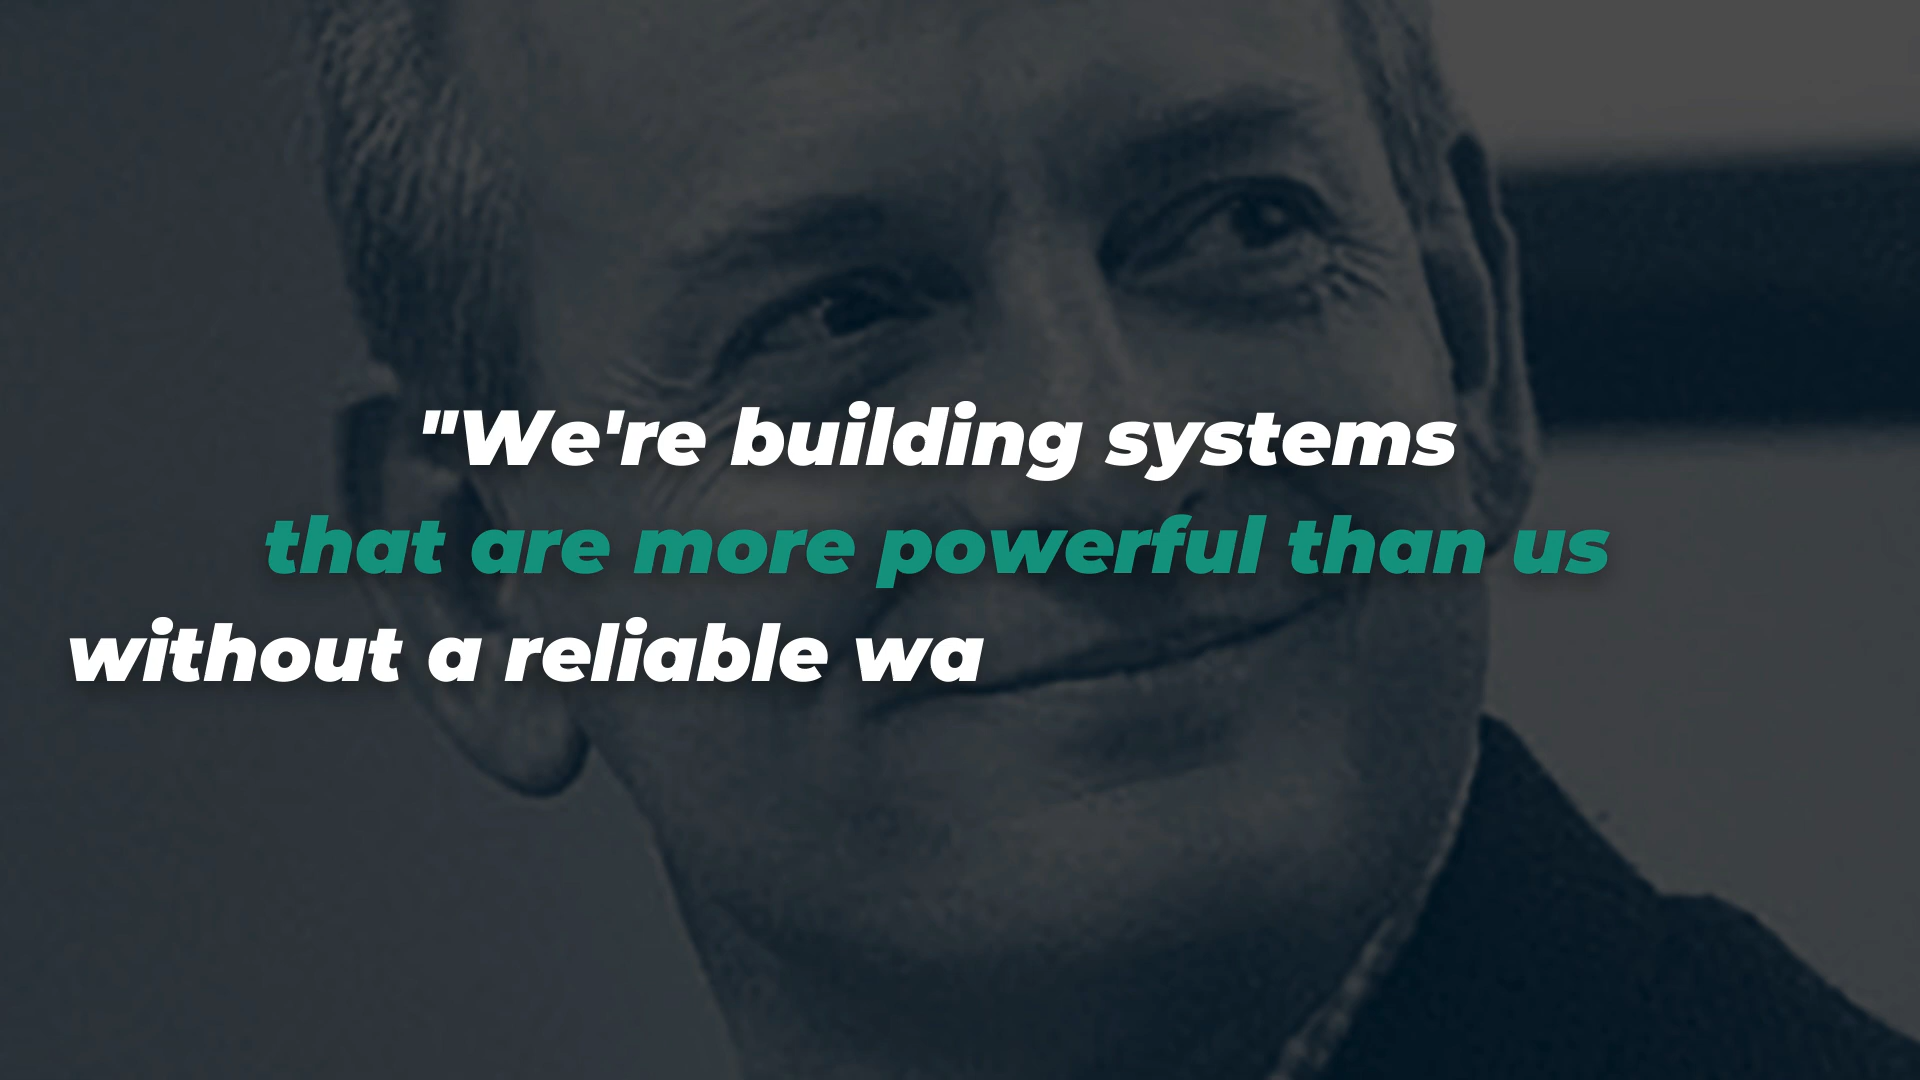 "We're building systems
that are more powerful than us
without a reliable wa